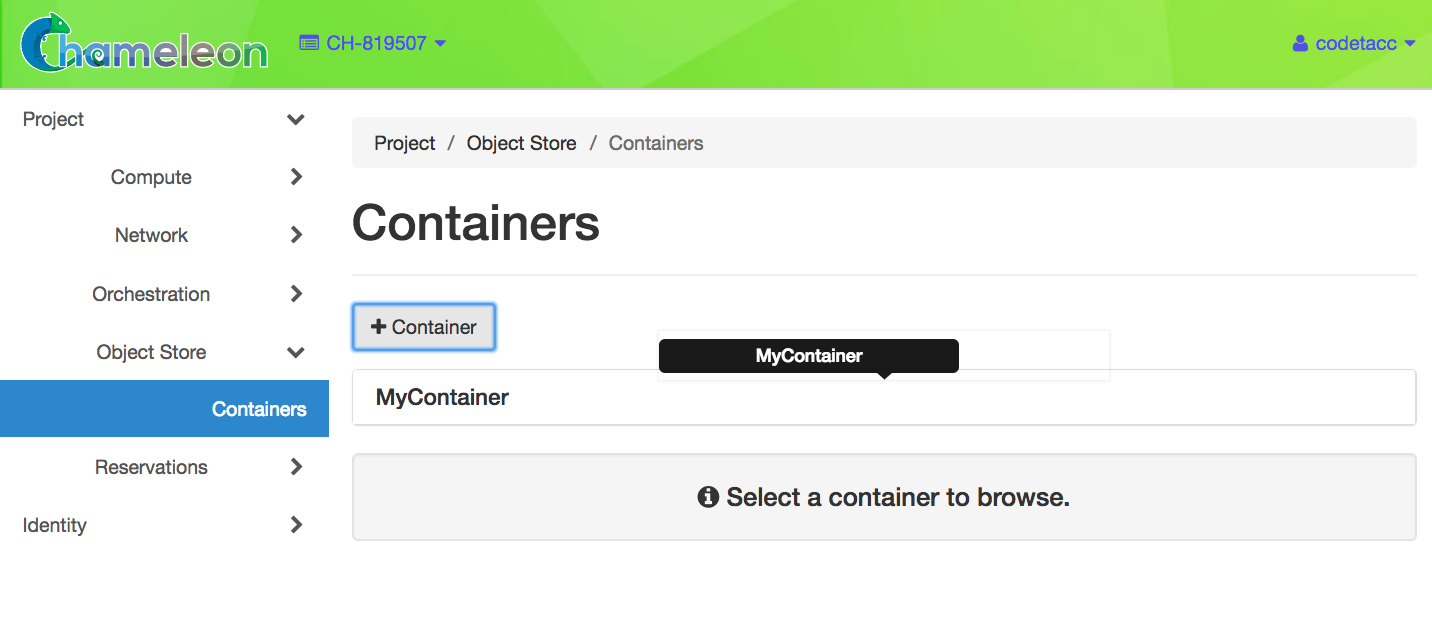 Chameleon
CH-819507
codetacc
Project
Compute
Network
Orchestration
Object Store
Containers
Reservations
Identity
Project / Object Store / Containers
Containers
+ Container
MyContainer
MyContainer
Select a container to browse.